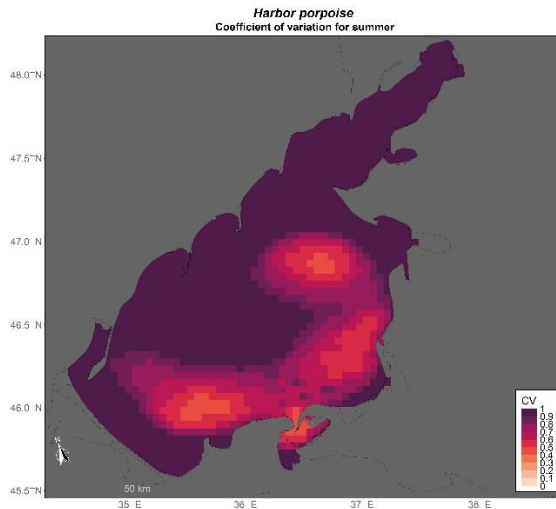 Harbor porpoise
Coefficient of variation for summer
48.0 N
47.5 N
47.0 N
46.5 N
46.0 N
45.5 N
CV
1
0.9
0.8
0.7
0.6
0.5
0.4
0.3
0.2
0.1
0
50 km
35 E
36 E
37 E
38 E